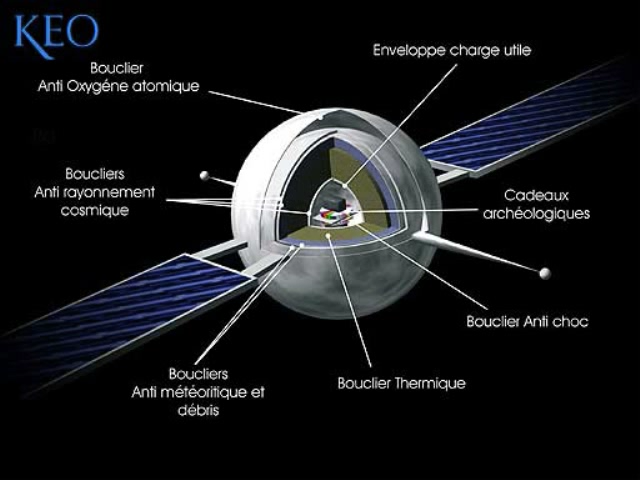 KEO
Enveloppe charge utile
Bouclier
Anti Oxygéne atomique
Boucliers
Anti rayonnement
cosmique
Cadeaux
archéologiques
Bouclier Anti choc
Boucliers
Anti météoritique et
débris
Bouclier Thermique